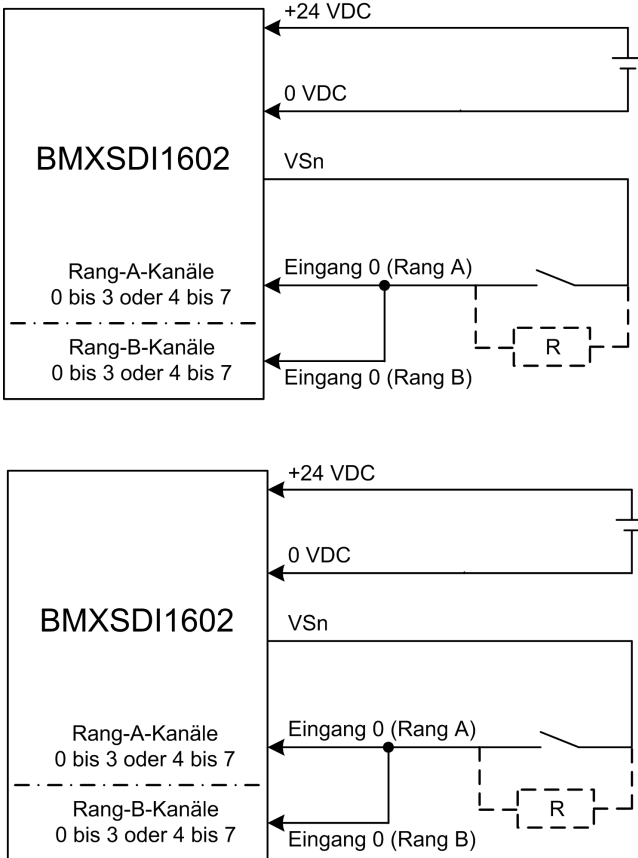 +24 VDC
0 VDC
BMXSDI1602
VSn
Rang-A-Kanäle
0 bis 3 oder 4 bis 7
Eingang 0 (Rang A)
R
Rang-B-Kanäle
0 bis 3 oder 4 bis 7
Eingang 0 (Rang B)
+24 VDC
0 VDC
BMXSDI1602
VSn
Rang-A-Kanäle
0 bis 3 oder 4 bis 7
Eingang 0 (Rang A)
R
Rang-B-Kanäle
0 bis 3 oder 4 bis 7
Eingang 0 (Rang B)